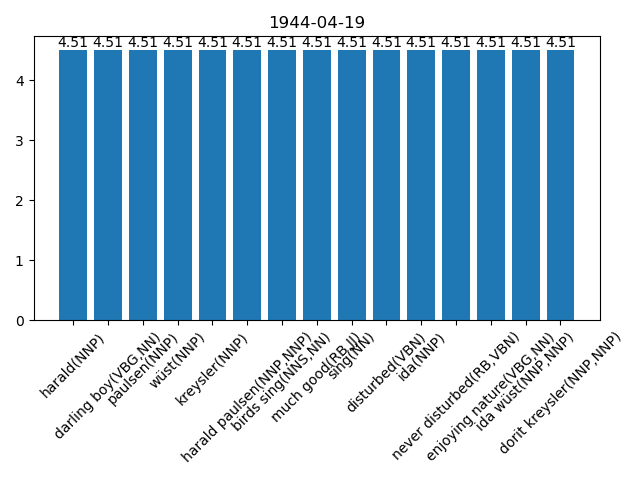 1944-04-19
4.51 4.51 4.51 4.51 4.51 4.51 4.51 4.51 4.51 4.51 4.51 4.51 4.51 4.51 4.51
4
3
2
1
0
harald(NNP)
darling boy(VBG,NN)
paulsen(NNP)
wüst(NNP)
kreysler(NNP)
harald paulsen(NNP,NNP)
birds sing(NNS,NN)
much good(RB,JJ)
sing(NN)
disturbed(VBN)
ida(NNP)
never disturbed(RB,VBN)
enjoying nature(VBG,NN)
ida wüst(NNP,NNP)
dorit kreysler(NNP,NNP)